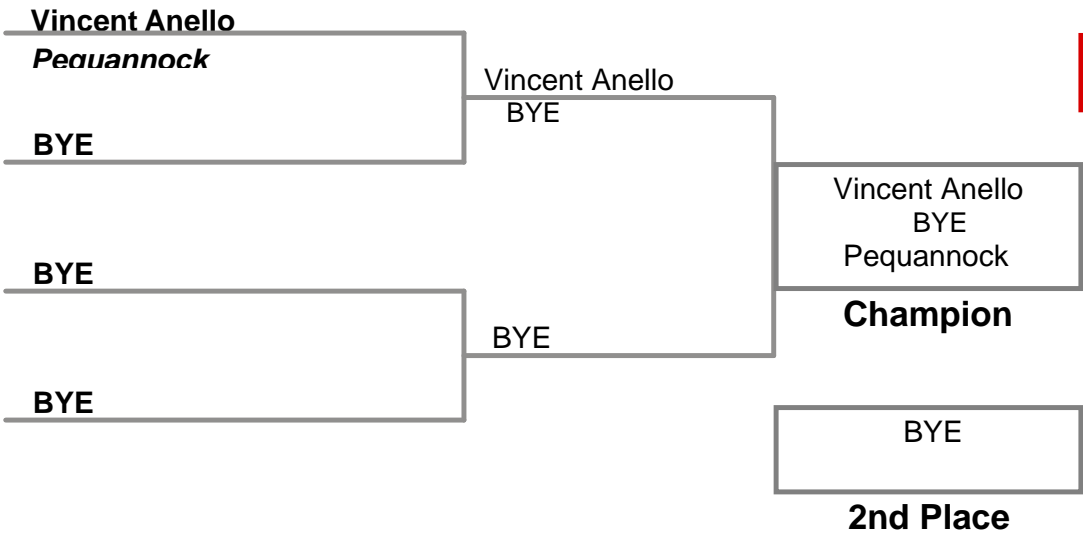 Vincent Anello
Pequannock
BYE
BYE
BYE
Vincent Anello
BYE
BYE
Vincent Anello
BYE
Pequannock
Champion
BYE
2nd Place